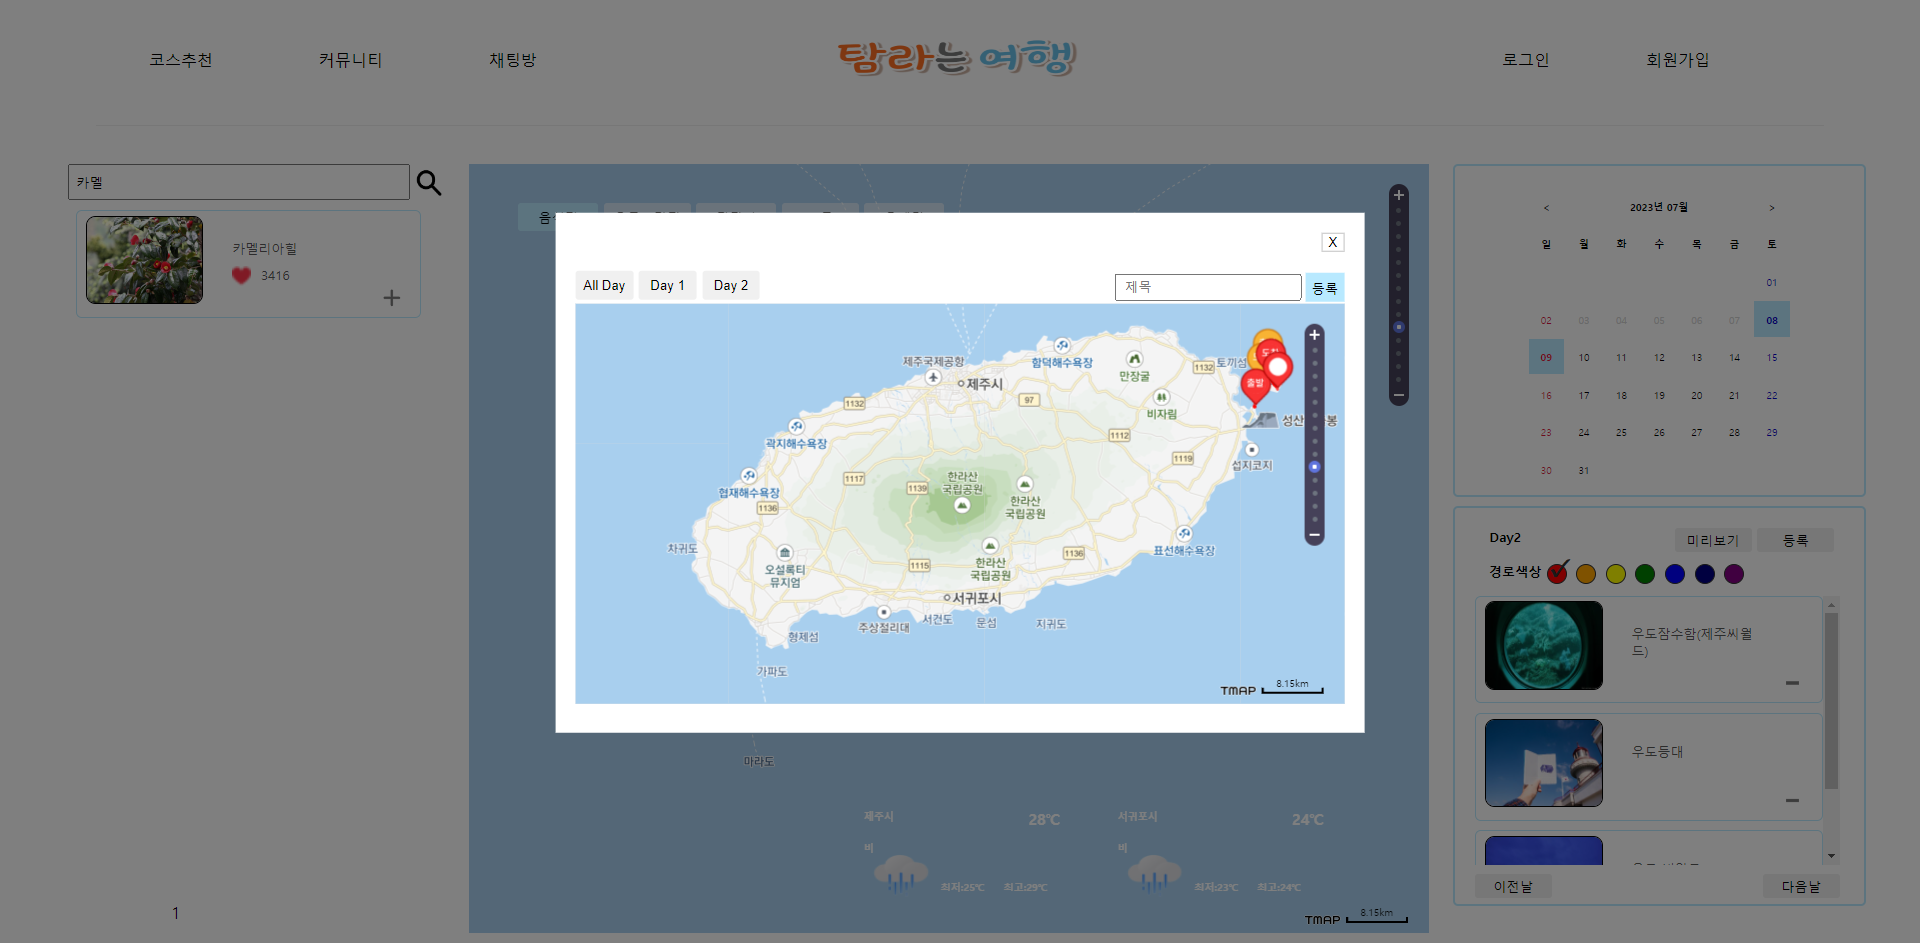 코스추천
커뮤니티
채팅방
탐라는 여행
로그인
회원가입
카멜
카멜리아힐
3416
1
X
All Day
Day 1
Day 2
제목
등록
제주국제공항
제주시
함덕해수욕장
만장굴
비자림
1132
토끼섬
도착
출발
성산
봉
섭지코지
1132
97
1112
1119
곽지해수욕장
협재해수욕장
1136
1117
1139
한라산
국립공원
한라산
국립공원
한라산
국립공원
차귀도
오설록티
뮤지엄
1115
1136
표선해수욕장
서귀포시
주상절리대
서건도
문섬
지귀도
형제섬
가파도
TMAP
8.15km
마라도
제주시
28℃
비
최저:25℃
최고:29℃
서귀포시
24℃
비
최저:23℃
최고:24℃
TMAP
8.15km
<
2023년 07월
>
일 월 화 수 목 금 토
01
02 03 04 05 06 07 08
09 10 11 12 13 14 15
16 17 18 19 20 21 22
23 24 25 26 27 28 29
30 31
Day2
미리보기
등록
경로색상
우도잠수함(제주씨월
드)
우도등대
이전날
다음날